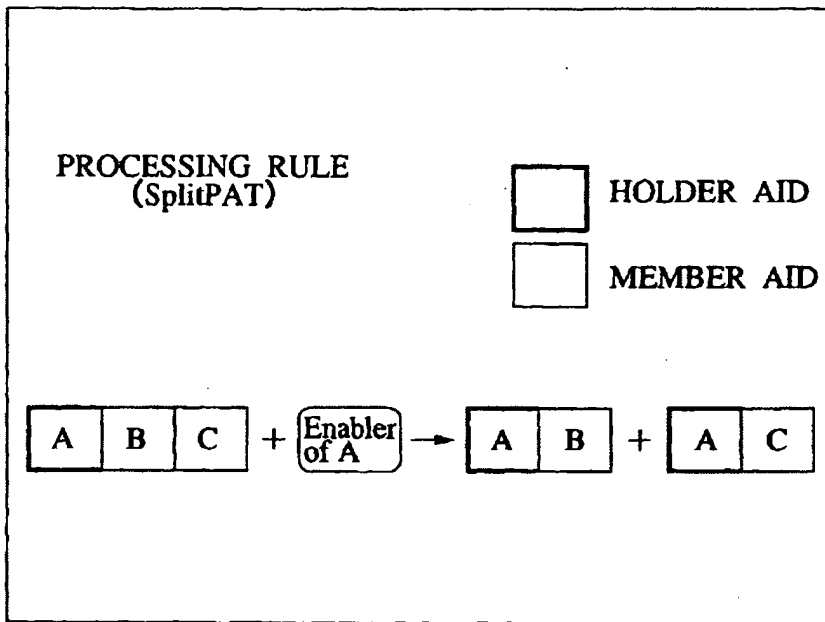 PROCESSING RULE
(SplitPAT)
HOLDER AID
MEMBER AID
A B C + Enabler of A → A B + A C